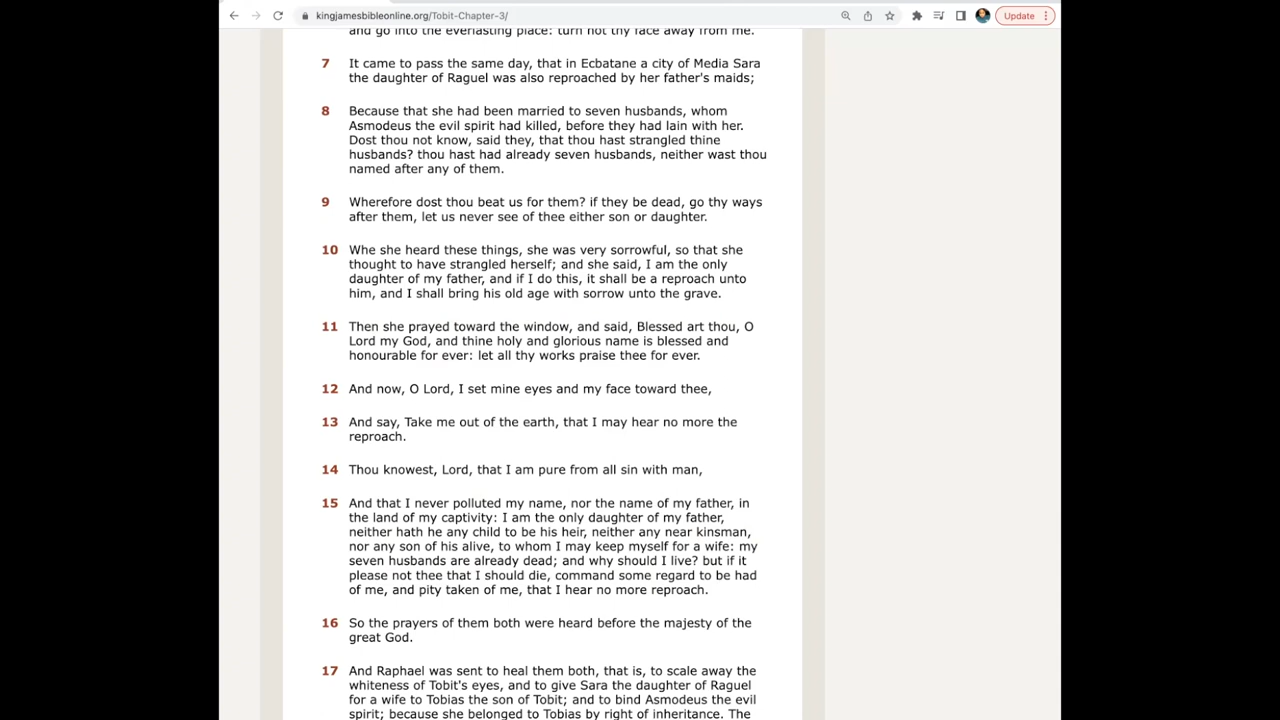 kingjamesbibleonline.org/Tobit-Chapter-3/
Update
and go into the everlasting place: turn not thy face away from me.
7 It came to pass the same day, that in Ecbatane a city of Media Sara
the daughter of Raguel was also reproached by her father's maids;
8 Because that she had been married to seven husbands, whom
Asmodeus the evil spirit had killed, before they had lain with her.
Dost thou not know, said they, that thou hast strangled thine
husbands? thou hast had already seven husbands, neither wast thou
named after any of them.
9 Wherefore dost thou beat us for them? if they be dead, go thy ways
after them, let us never see of thee either son or daughter.
10 Whe she heard these things, she was very sorrowful, so that she
thought to have strangled herself; and she said, I am the only
daughter of my father, and if I do this, it shall be a reproach unto
him, and I shall bring his old age with sorrow unto the grave.
11 Then she prayed toward the window, and said, Blessed art thou, O
Lord my God, and thine holy and glorious name is blessed and
honourable for ever: let all thy works praise thee for ever.
12 And now, O Lord, I set mine eyes and my face toward thee,
13 And say, Take me out of the earth, that I may hear no more the
reproach.
14 Thou knowest, Lord, that I am pure from all sin with man,
15 And that I never polluted my name, nor the name of my father, in
the land of my captivity: I am the only daughter of my father,
neither hath he any child to be his heir, neither any near kinsman,
nor any son of his alive, to whom I may keep myself for a wife: my
seven husbands are already dead; and why should I live? but if it
please not thee that I should die, command some regard to be had
of me, and pity taken of me, that I hear no more reproach.
16 So the prayers of them both were heard before the majesty of the
great God.
17 And Raphael was sent to heal them both, that is, to scale away the
whiteness of Tobit's eyes, and to give Sara the daughter of Raguel
for a wife to Tobias the son of Tobit; and to bind Asmodeus the evil
spirit; because she belonged to Tobias by right of inheritance. The